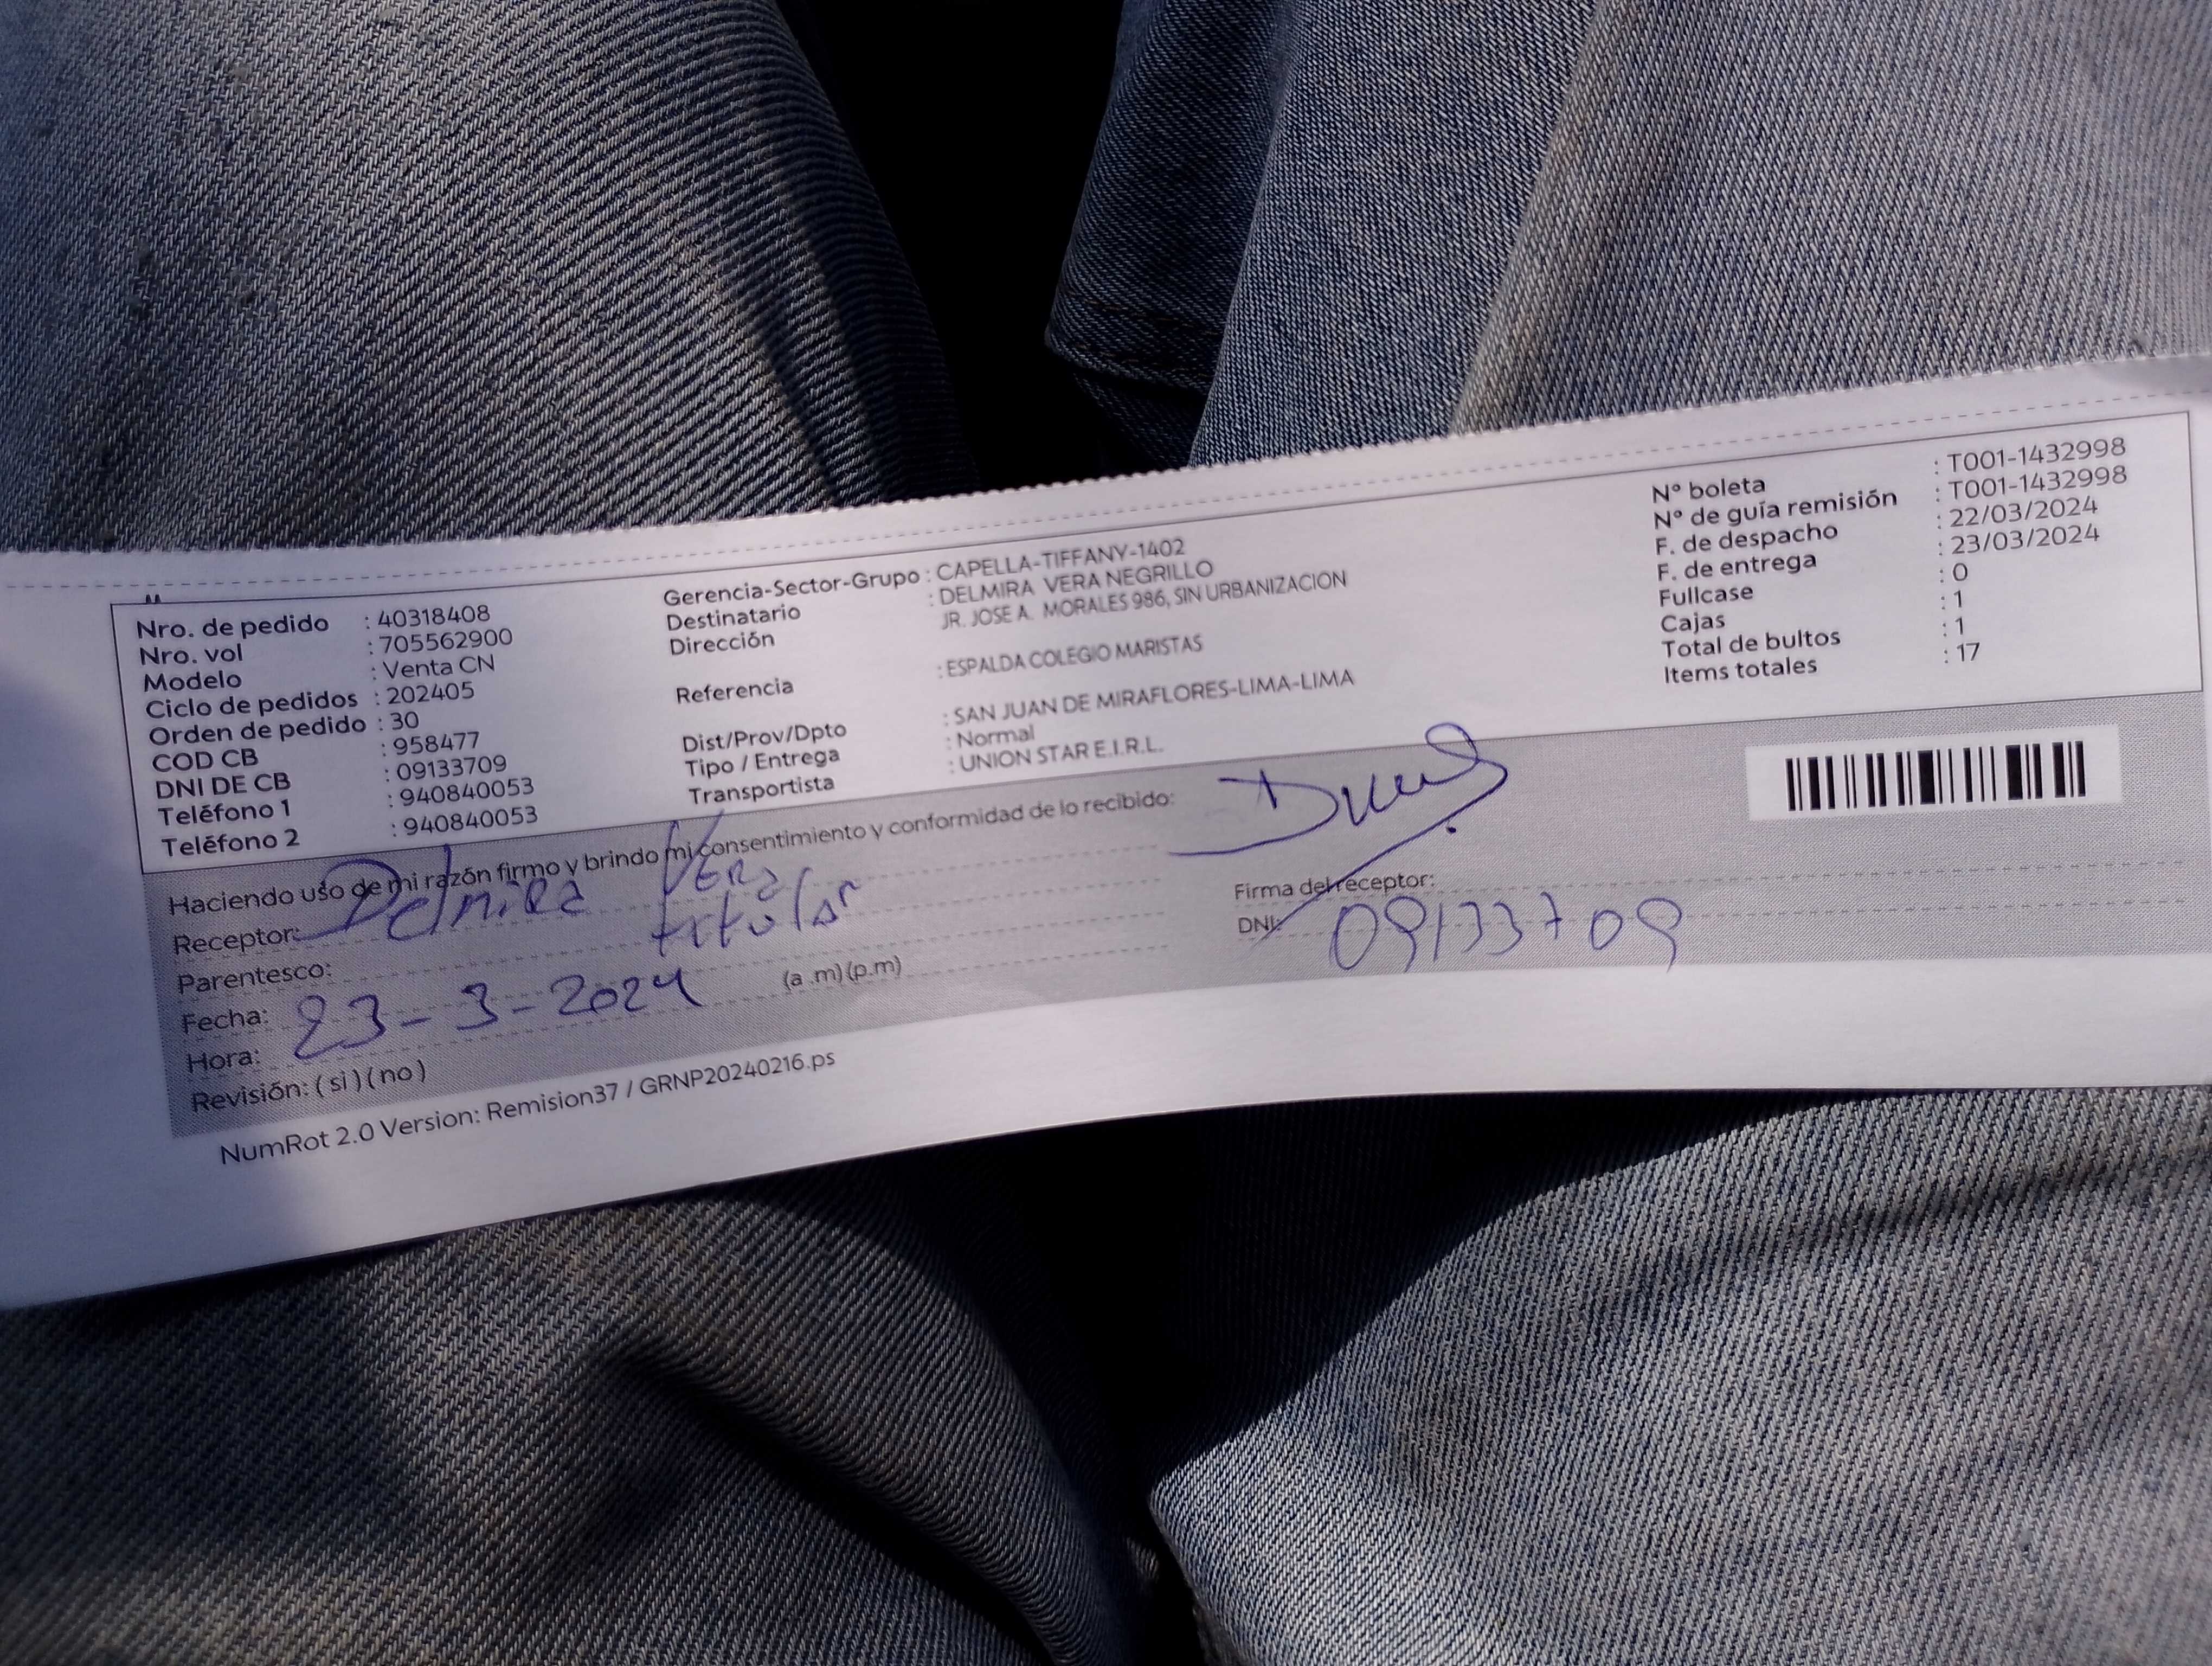 Nro. de pedido : 40318408
Nro. vol : 705562900
Modelo : Venta CN
Ciclo de pedidos : 202405
Orden de pedido : 30
COD CB : 958477
DNI DE CB : 09133709
Teléfono 1 : 940840053
Teléfono 2 : 940840053
Gerencia-Sector-Grupo : CAPELLA-TIFFANY-1402
Destinatario : DELMIRA VERA NEGRILLO
Dirección JR. JOSE A. MORALES 986, SIN URBANIZACION
Referencia : ESPALDA COLEGIO MARISTAS
Dist/Prov/Dpto : SAN JUAN DE MIRAFLORES-LIMA-LIMA
Tipo / Entrega : Normal
Transportista : UNION STAR E.I.R.L.
N° boleta : T001-1432998
N° de guía remisión : T001-1432998
F. de despacho : 22/03/2024
F. de entrega : 23/03/2024
Fullcase : 0
Cajas : 1
Total de bultos : 1
Items totales : 17
Haciendo uso de mi razón firmo y brindo mi consentimiento y conformidad de lo recibido:
Receptor: Delmira Vera
Parentesco: titular
Fecha: 23-3-2024
Hora: (a.m)(p.m)
Revisión: (si)(no)
Firma del receptor:
DNI: 09133709
NumRot 2.0 Version: Remision37 / GRNP20240216.ps